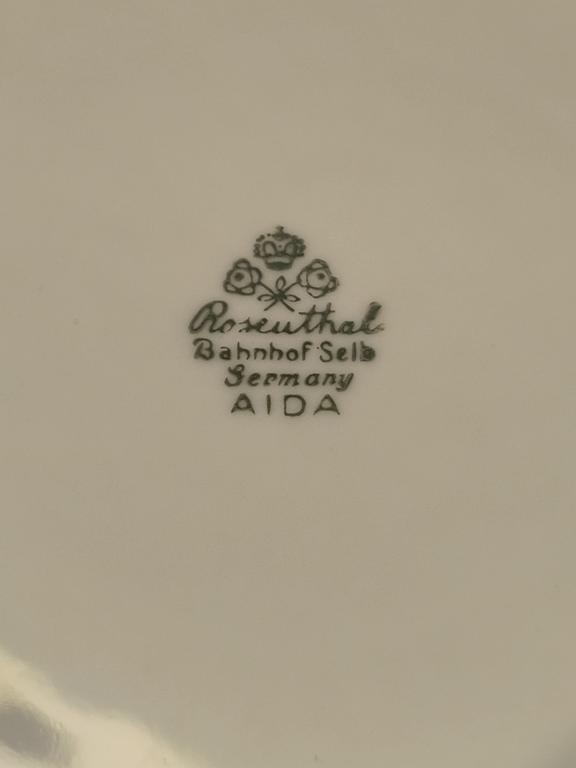 Rosenthal
Bahnhof Selb
Germany
AIDA